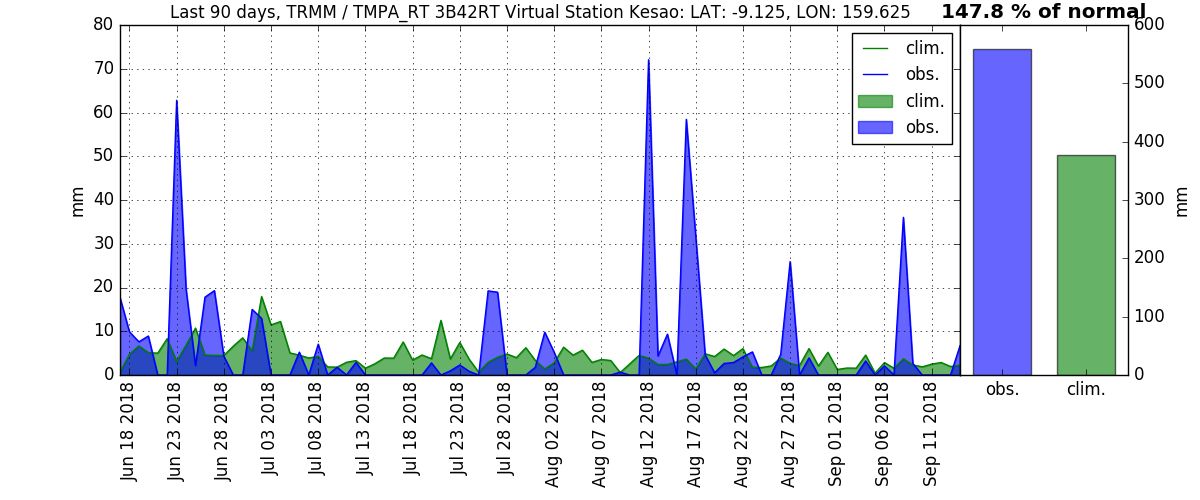 Last 90 days, TRMM / TMPA_RT 3B42RT Virtual Station Kesao: LAT: -9.125, LON: 159.625
147.8 % of normal
80
70
60
50
40
30
20
10
0
mm
clim.
obs.
clim.
obs.
600
500
400
300
200
100
0
mm
obs.
clim.
Jun 18 2018
Jun 23 2018
Jun 28 2018
Jul 03 2018
Jul 08 2018
Jul 13 2018
Jul 18 2018
Jul 23 2018
Jul 28 2018
Aug 02 2018
Aug 07 2018
Aug 12 2018
Aug 17 2018
Aug 22 2018
Aug 27 2018
Sep 01 2018
Sep 06 2018
Sep 11 2018